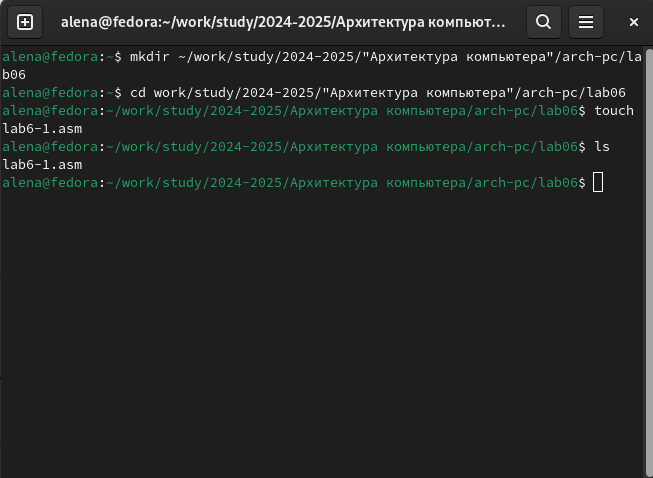 alena@fedora:~/work/study/2024-2025/Архитектура компьют...
alena@fedora:~$ mkdir ~/work/study/2024-2025/"Архитектура компьютера"/arch-pc/la
b06
alena@fedora:~$ cd work/study/2024-2025/"Архитектура компьютера"/arch-pc/lab06
alena@fedora:~/work/study/2024-2025/Архитектура компьютера/arch-pc/lab06$ touch
lab6-1.asm
alena@fedora:~/work/study/2024-2025/Архитектура компьютера/arch-pc/lab06$ ls
lab6-1.asm
alena@fedora:~/work/study/2024-2025/Архитектура компьютера/arch-pc/lab06$